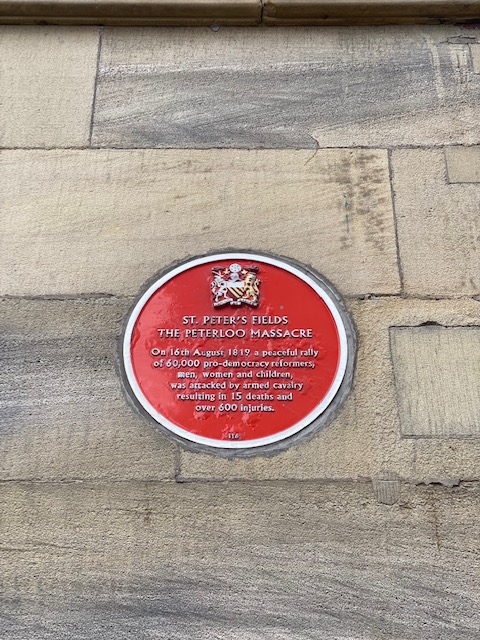 ST. PETER'S FIELDS
THE PETERLOO MASSACRE
On 16th August 1819 a peaceful rally
of 60,000 pro-democracy reformers,
men, women and children,
was attacked by armed cavalry
resulting in 15 deaths and
over 600 injuries.
116